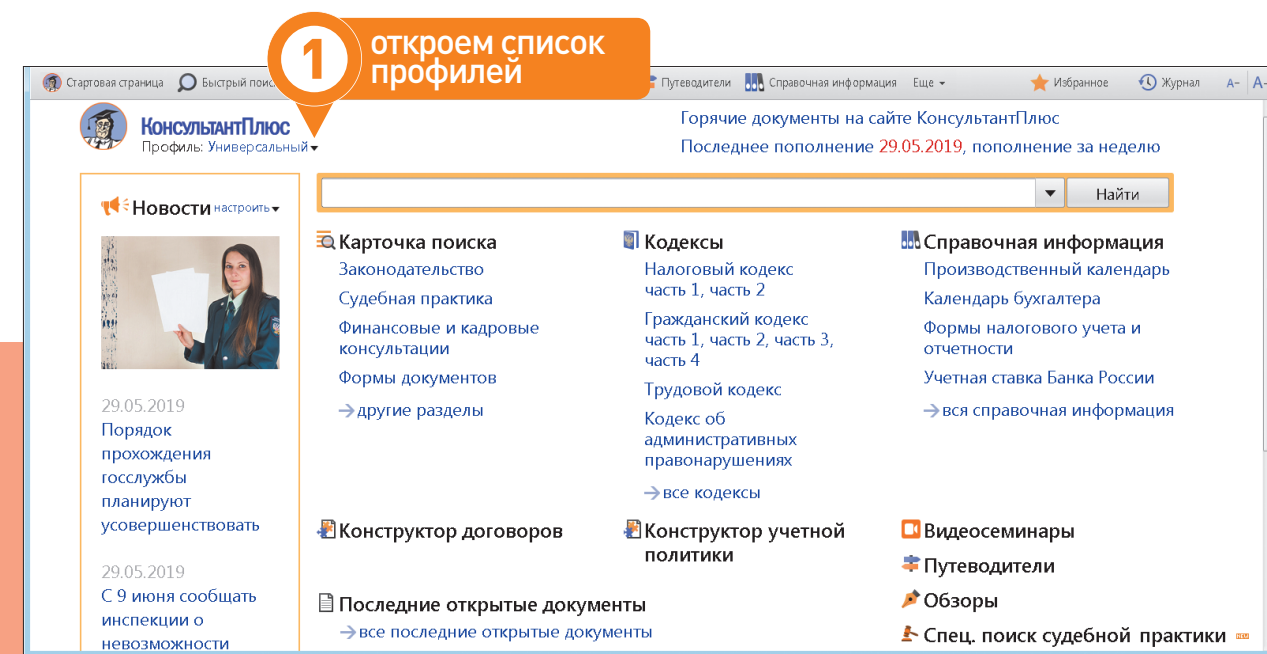 1
откроем список
профилей
Стартовая страница
Быстрый поиск
Путеводители
Справочная информация
Еще
Избранное
Журнал
A−
A
КонсультантПлюс
Профиль: Универсальный
Горячие документы на сайте КонсультантПлюс
Последнее пополнение 29.05.2019, пополнение за неделю
Найти
Новости настроить
29.05.2019
Порядок
прохождения
госслужбы
планируют
усовершенствовать
29.05.2019
С 9 июня сообщать
инспекции о
невозможности
Карточка поиска
Законодательство
Судебная практика
Финансовые и кадровые
консультации
Формы документов
→другие разделы
Кодексы
Налоговый кодекс
часть 1, часть 2
Гражданский кодекс
часть 1, часть 2, часть 3,
часть 4
Трудовой кодекс
Кодекс об
административных
правонарушениях
→все кодексы
Справочная информация
Производственный календарь
Календарь бухгалтера
Формы налогового учета и
отчетности
Учетная ставка Банка России
→вся справочная информация
Конструктор договоров
Конструктор учетной
политики
Видеосеминары
Путеводители
Обзоры
Спец. поиск судебной практики
Последние открытые документы
→все последние открытые документы